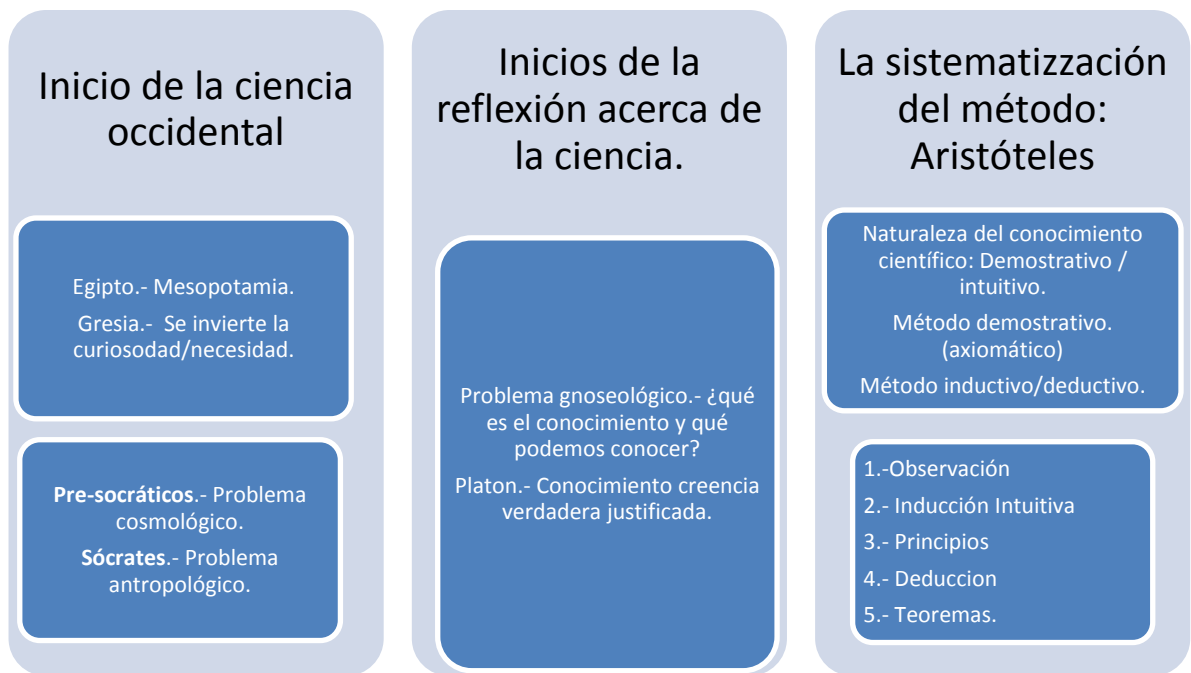 Inicio de la ciencia
occidental
Egipto.- Mesopotamia.
Gresia.- Se invierte la
curiosodad/necesidad.
Pre-socráticos.- Problema
cosmológico.
Sócrates.- Problema
antropológico.
Inicios de la
reflexión acerca de
la ciencia.
Problema gnoseológico.- ¿qué
es el conocimiento y qué
podemos conocer?
Platon.- Conocimiento creencia
verdadera justificada.
La sistematizzación
del método:
Aristóteles
Naturaleza del conocimiento
científico: Demostrativo /
intuitivo.
Método demostrativo.
(axiomático)
Método inductivo/deductivo.
1.-Observación
2.- Inducción Intuitiva
3.- Principios
4.- Deduccion
5.- Teoremas.